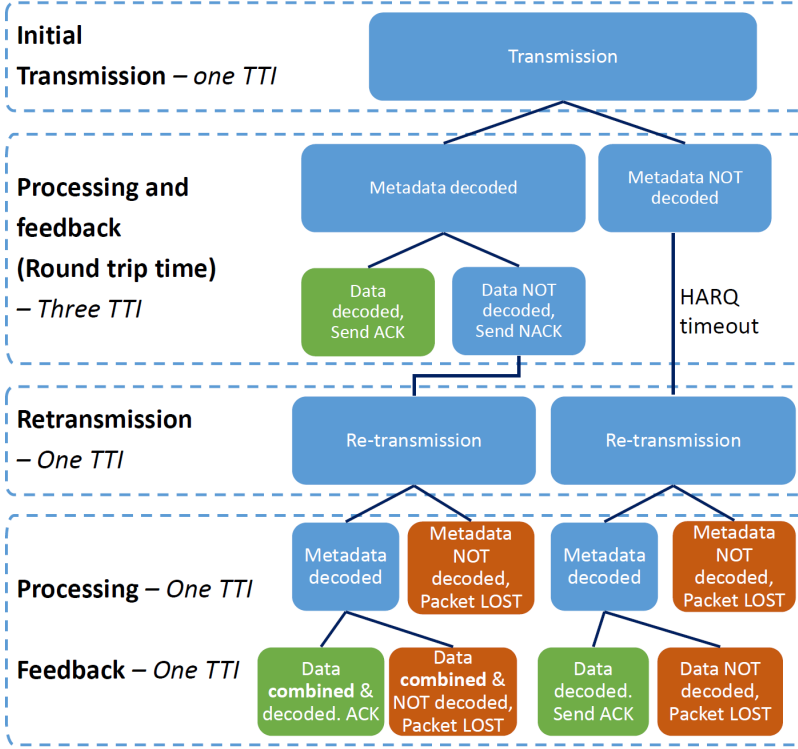 Initial
Transmission – one TTI
Transmission
Processing and
feedback
(Round trip time)
– Three TTI
Metadata decoded
Metadata NOT
decoded
Data
decoded,
Send ACK
Data NOT
decoded,
Send NACK
HARQ
timeout
Retransmission
– One TTI
Re-transmission
Re-transmission
Processing – One TTI
Metadata
decoded
Metadata
NOT
decoded,
Packet LOST
Metadata
decoded
Metadata
NOT
decoded,
Packet LOST
Feedback – One TTI
Data
combined &
decoded. ACK
Data
combined &
NOT decoded,
Packet LOST
Data
decoded.
Send ACK
Data NOT
decoded,
Packet LOST